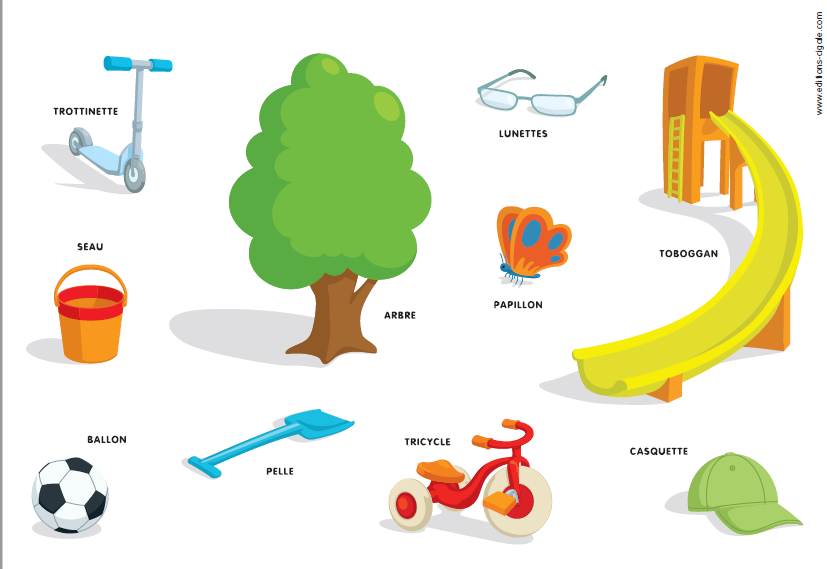 TROTTINETTE
LUNETTES
SEAU
TOBOGGAN
PAPILLON
ARBRE
BALLON
PELLE
TRICYCLE
CASQUETTE
www.editions-cigale.com